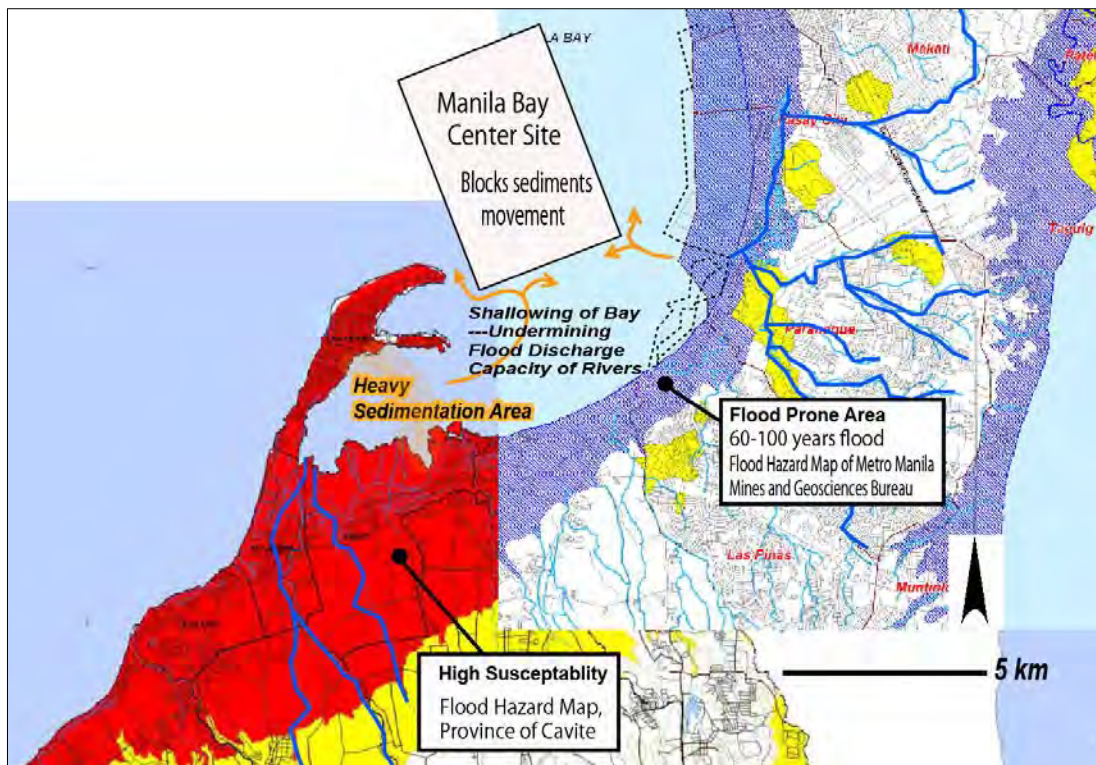 LA BAY
Manila Bay
Center Site
Blocks sediments
movement
Makati
Pasay City
Taguig
Shallowing of Bay
---Undermining
Flood Discharge
Capacity of Rivers
Paranaque
Heavy
Sedimentation Area
Flood Prone Area
60-100 years flood
Flood Hazard Map of Metro Manila
Mines and Geosciences Bureau
Las Pinas
Muntinl
5 km
High Susceptablity
Flood Hazard Map,
Province of Cavite